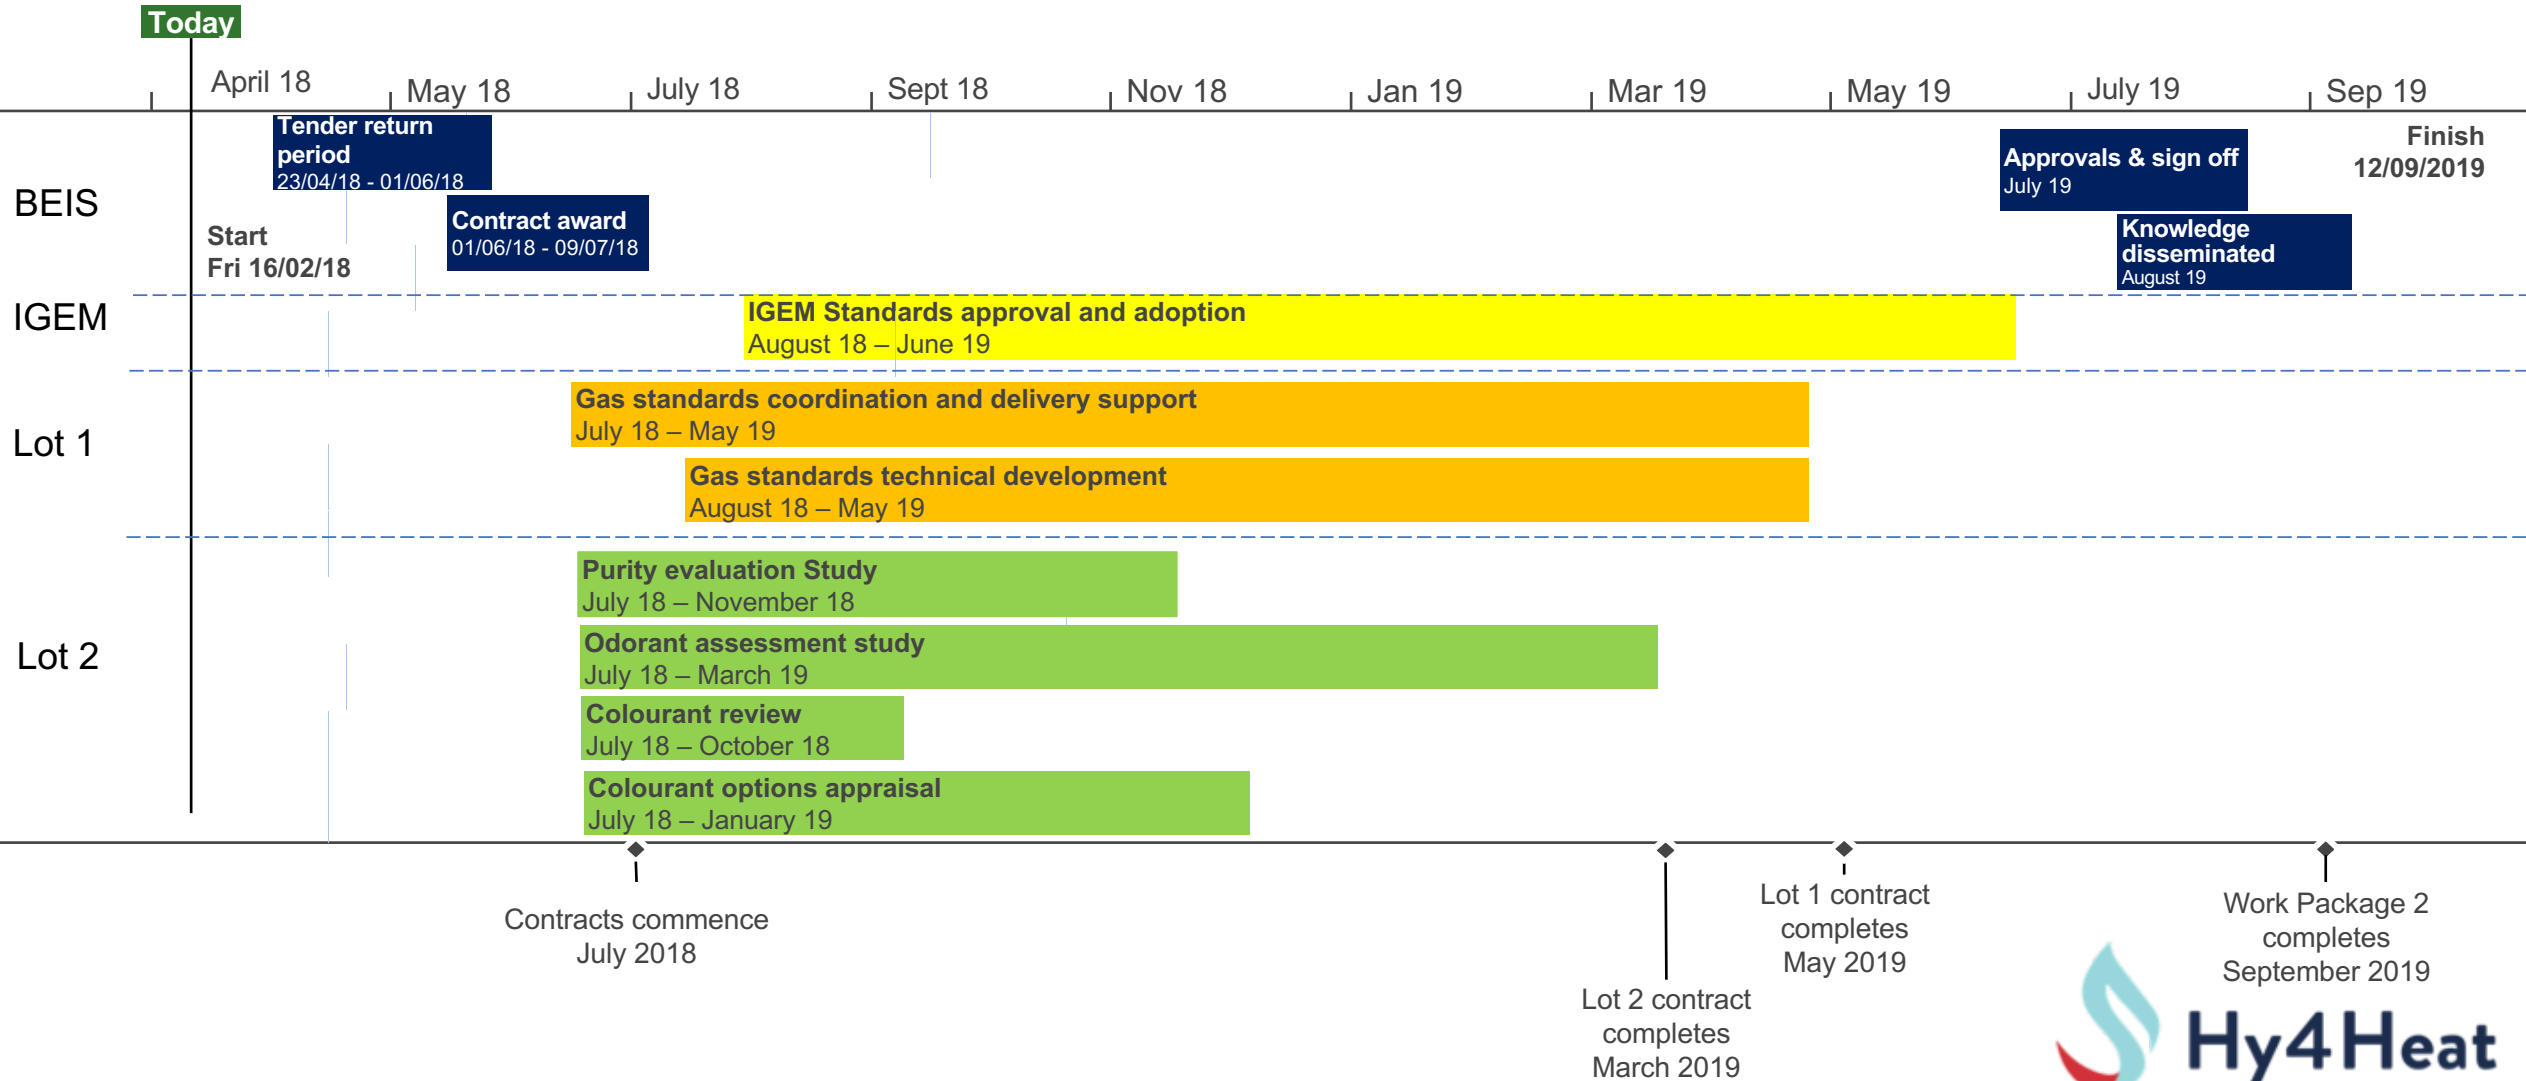 Today
April 18
May 18
July 18
Sept 18
Nov 18
Jan 19
Mar 19
May 19
July 19
Sep 19
BEIS
Tender return
period
23/04/18 - 01/06/18
Contract award
01/06/18 - 09/07/18
Start
Fri 16/02/18
Approvals & sign off
July 19
Knowledge
disseminated
August 19
Finish
12/09/2019
IGEM
IGEM Standards approval and adoption
August 18 – June 19
Lot 1
Gas standards coordination and delivery support
July 18 – May 19
Gas standards technical development
August 18 – May 19
Lot 2
Purity evaluation Study
July 18 – November 18
Odorant assessment study
July 18 – March 19
Colourant review
July 18 – October 18
Colourant options appraisal
July 18 – January 19
Contracts commence
July 2018
Lot 2 contract
completes
March 2019
Lot 1 contract
completes
May 2019
Work Package 2
completes
September 2019
Hy4Heat